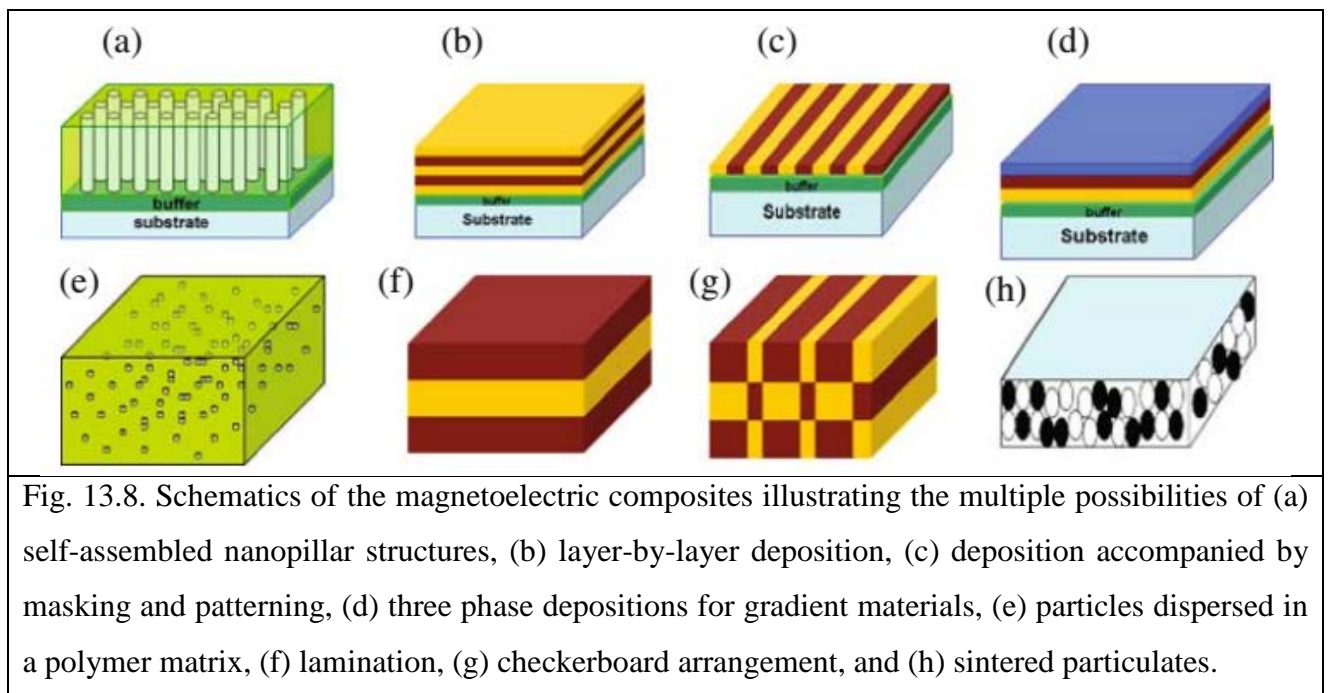 (a)
(b)
(c)
(d)
buffer
substrate
buffer
Substrate
buffer
Substrate
buffer
Substrate
(e)
(f)
(g)
(h)
Fig. 13.8. Schematics of the magnetoelectric composites illustrating the multiple possibilities of (a)
self-assembled nanopillar structures, (b) layer-by-layer deposition, (c) deposition accompanied by
masking and patterning, (d) three phase depositions for gradient materials, (e) particles dispersed in
a polymer matrix, (f) lamination, (g) checkerboard arrangement, and (h) sintered particulates.